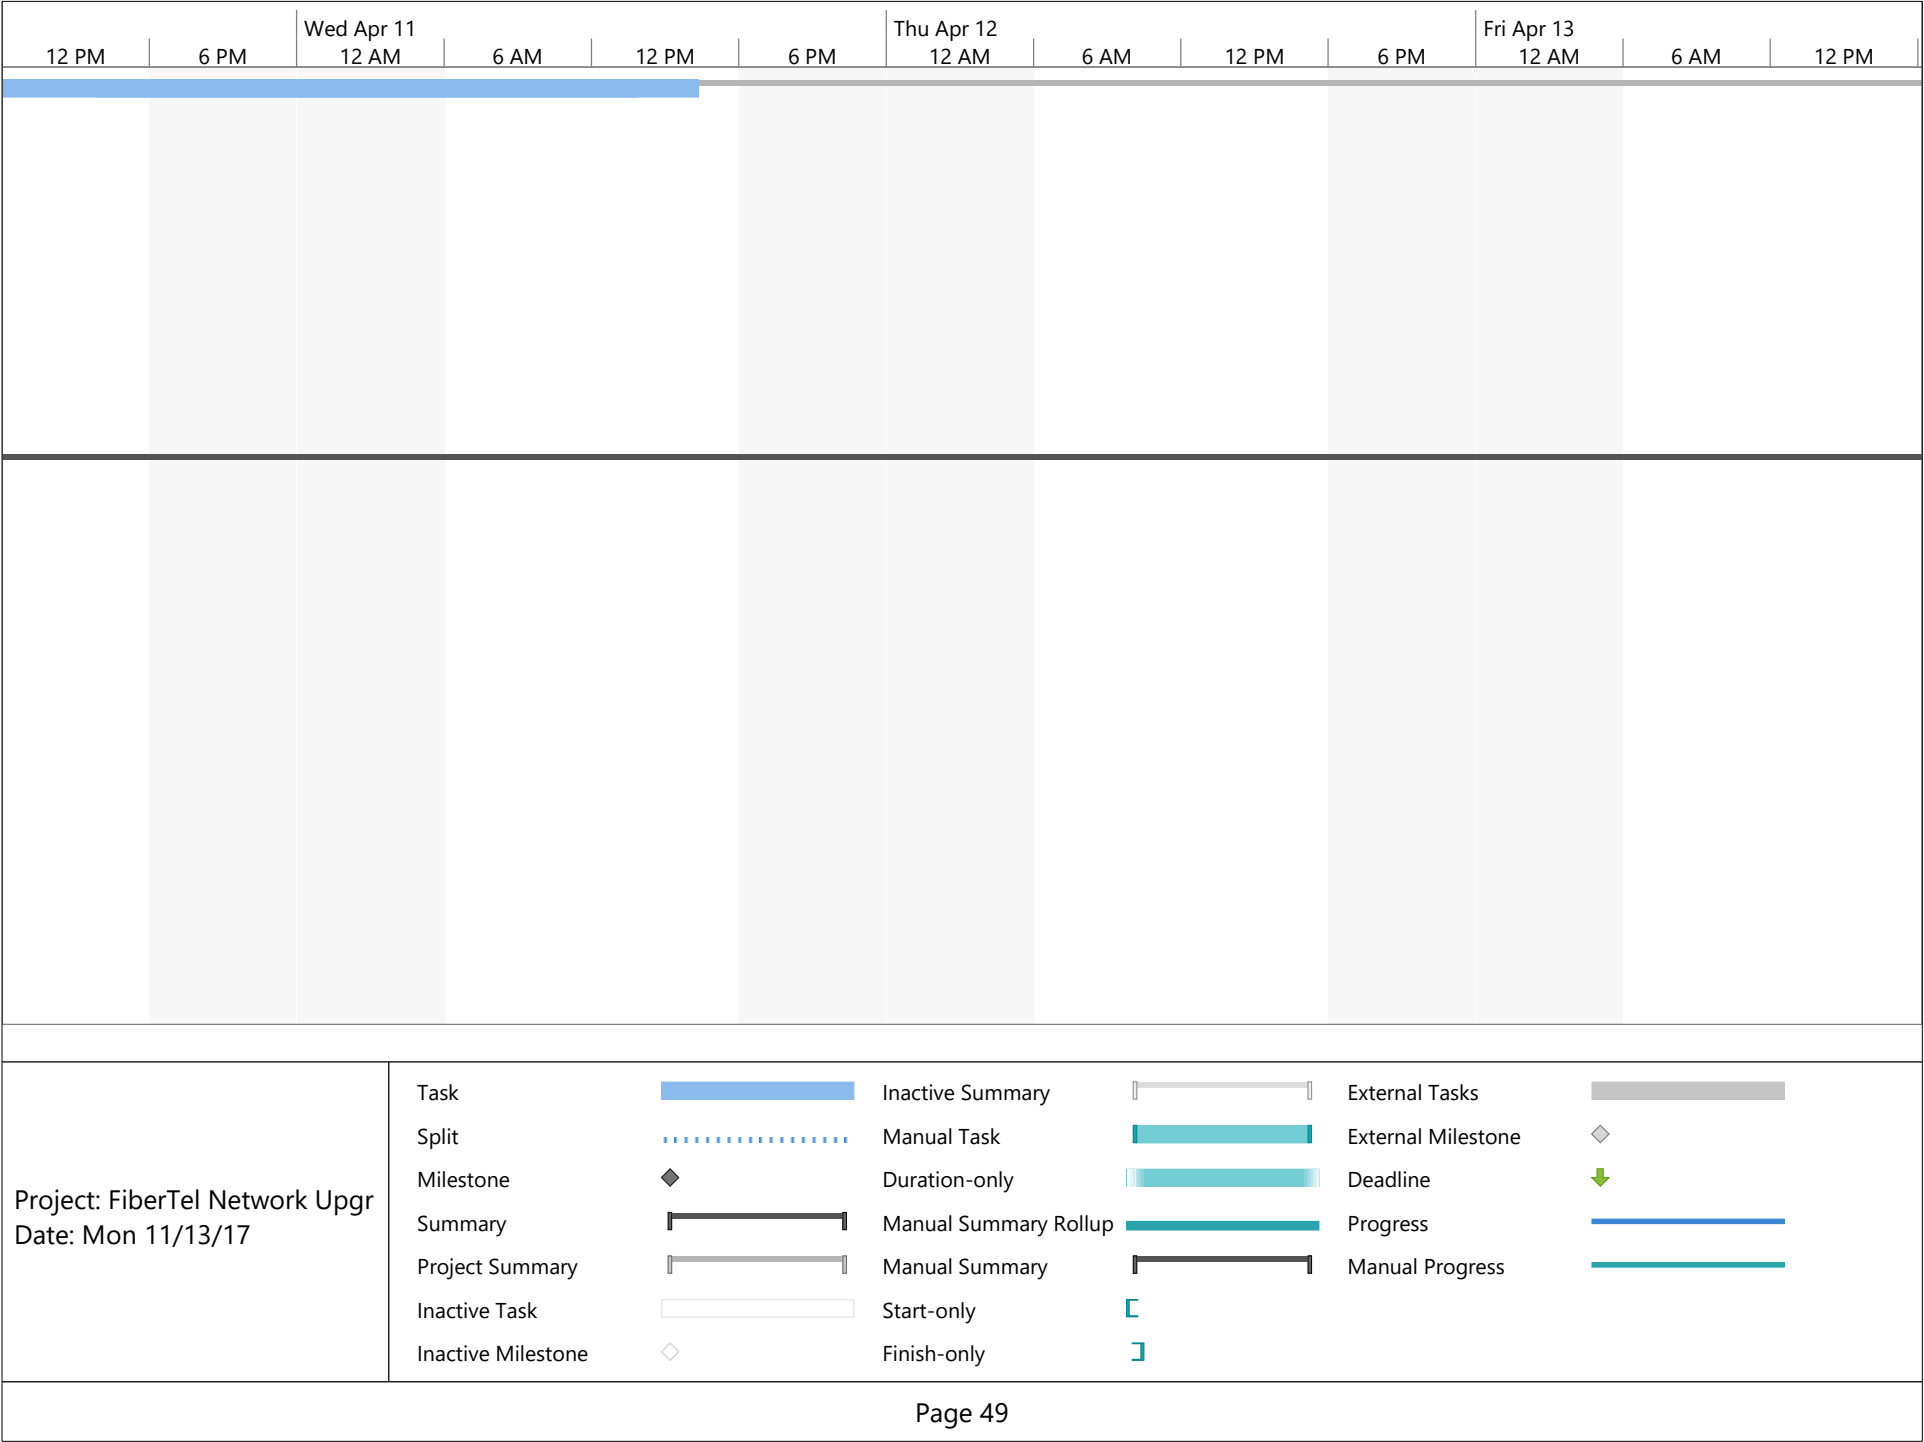 Wed Apr 11 Thu Apr 12 Fri Apr 13
12 PM 6 PM 12 AM 6 AM 12 PM 6 PM 12 AM 6 AM 12 PM 6 PM 12 AM 6 AM 12 PM
Project: FiberTel Network Upgr
Date: Mon 11/13/17
Task
Split
Milestone
Summary
Project Summary
Inactive Task
Inactive Milestone
Inactive Summary
Manual Task
Duration-only
Manual Summary Rollup
Manual Summary
Start-only
Finish-only
External Tasks
External Milestone
Deadline
Progress
Manual Progress
Page 49